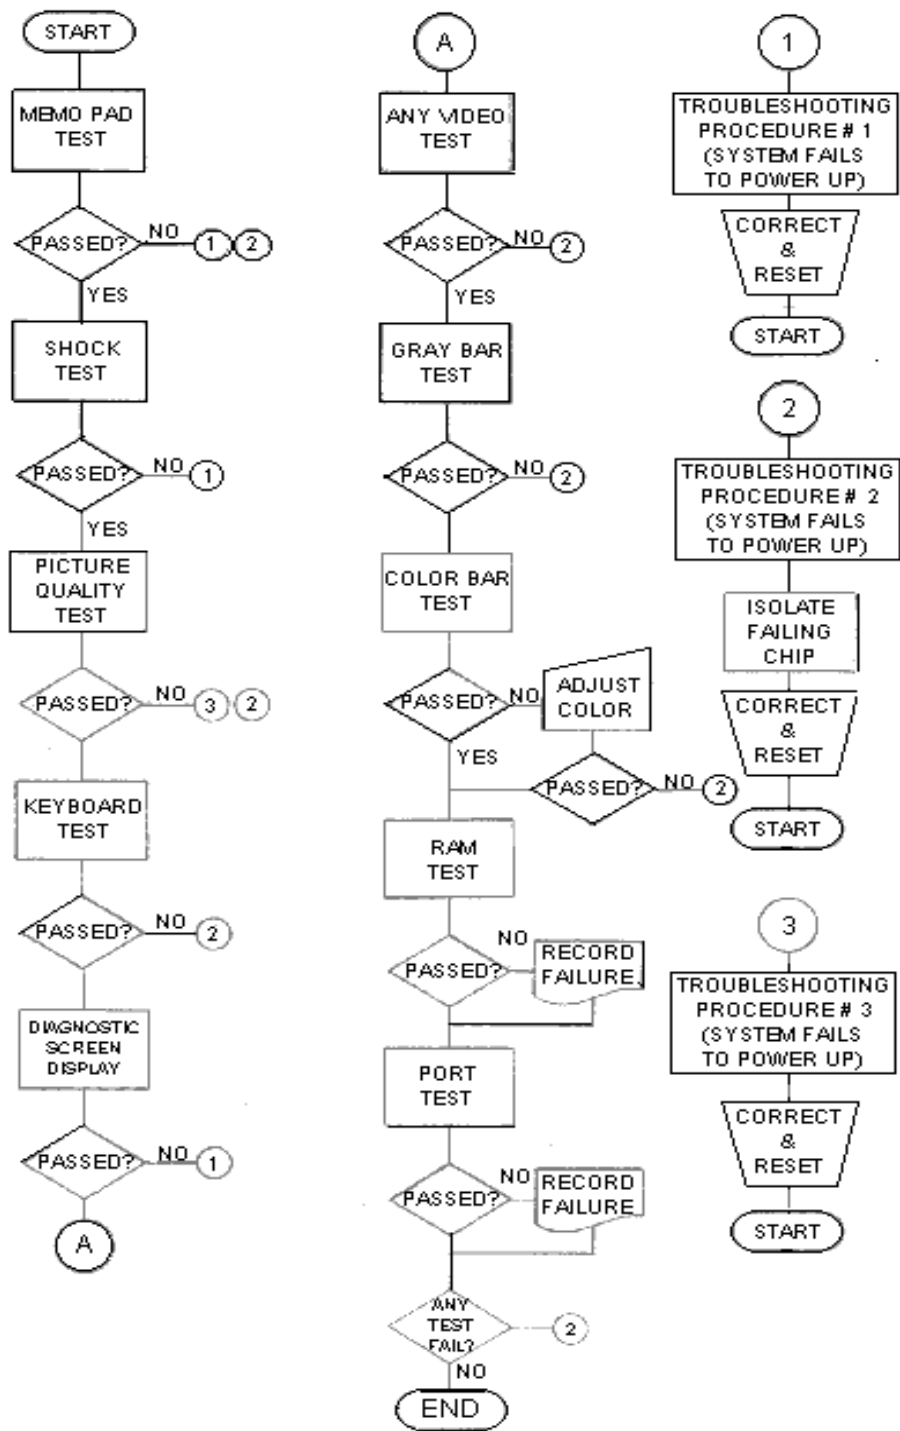 START
MEMO PAD
TEST
PASSED?
NO
1
2
YES
SHOCK
TEST
PASSED?
NO
1
YES
PICTURE
QUALITY
TEST
PASSED?
NO
3
2
KEYBOARD
TEST
PASSED?
NO
2
DIAGNOSTIC
SCREEN
DISPLAY
PASSED?
NO
1
A
A
ANY VIDEO
TEST
PASSED?
NO
2
YES
GRAY BAR
TEST
PASSED?
NO
2
COLOR BAR
TEST
PASSED?
NO
ADJUST
COLOR
YES
PASSED?
NO
2
RAM
TEST
PASSED?
NO
RECORD
FAILURE
PORT
TEST
PASSED?
NO
RECORD
FAILURE
ANY
TEST
FAIL?
2
NO
END
1
TROUBLESHOOTING
PROCEDURE # 1
(SYSTEM FAILS
TO POWER UP)
CORRECT
&
RESET
START
2
TROUBLESHOOTING
PROCEDURE # 2
(SYSTEM FAILS
TO POWER UP)
ISOLATE
FAILING
CHIP
CORRECT
&
RESET
START
3
TROUBLESHOOTING
PROCEDURE # 3
(SYSTEM FAILS
TO POWER UP)
CORRECT
&
RESET
START